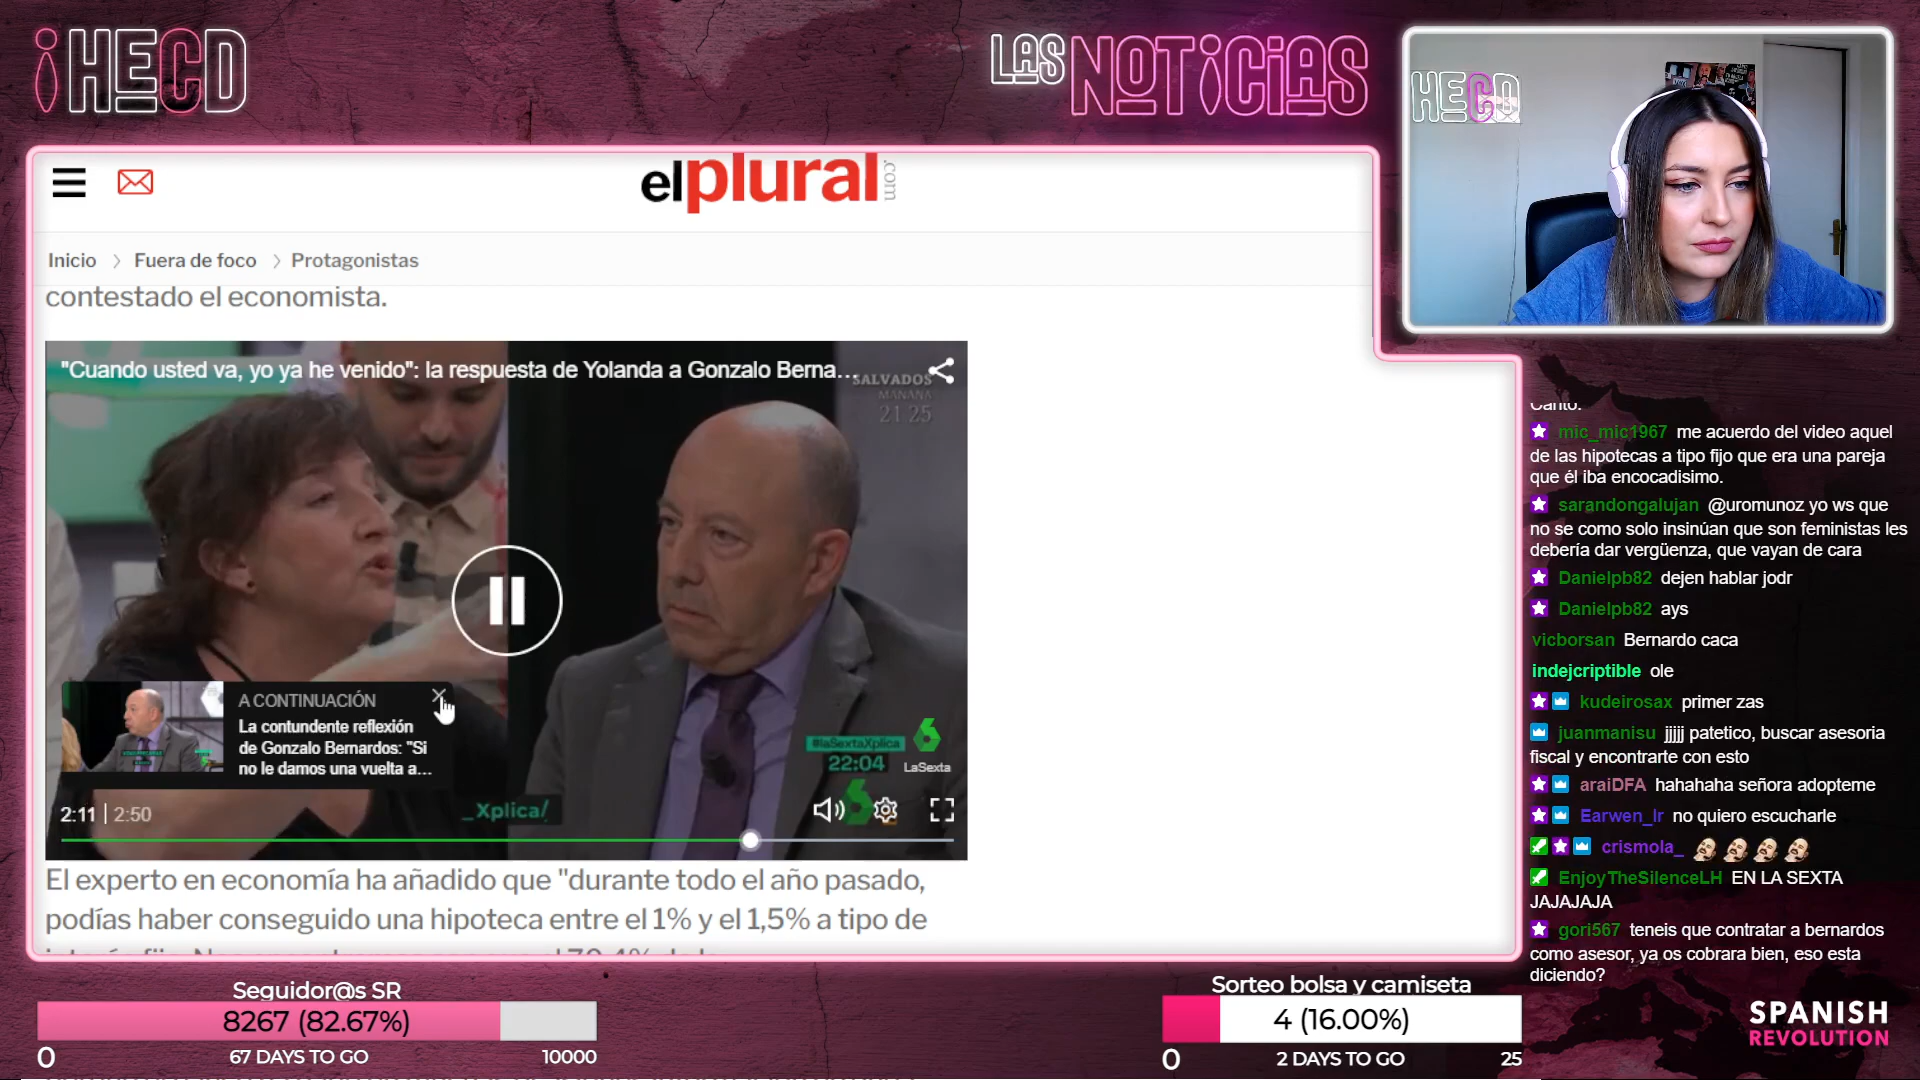 ¡HECD
LAS NOTICIAS
HECD
elplural.com
Inicio > Fuera de foco > Protagonistas
contestado el economista.
"Cuando usted va, yo ya he venido": la respuesta de Yolanda a Gonzalo Berna...
SALVADOS
MAÑANA
21:25
A CONTINUACIÓN
La contundente reflexión
de Gonzalo Bernardos: "Si
no le damos una vuelta a...
#laSextaXplica
22:04
LaSexta
2:11 | 2:50
_Xplica/
El experto en economía ha añadido que "durante todo el año pasado,
podías haber conseguido una hipoteca entre el 1% y el 1,5% a tipo de
Canto.
mic_mic1967 me acuerdo del video aquel
de las hipotecas a tipo fijo que era una pareja
que él iba encocadisimo.
sarandongalujan @uromunoz yo ws que
no se como solo insinúan que son feministas les
debería dar vergüenza, que vayan de cara
Danielpb82 dejen hablar jodr
Danielpb82 ays
vicborsan Bernardo caca
indejcriptible ole
kudeirosax primer zas
juanmanisu jjjjj patetico, buscar asesoria
fiscal y encontrarte con esto
araiDFA hahahaha señora adopteme
Earwen_lr no quiero escucharle
crismola_
EnjoyTheSilenceLH EN LA SEXTA
JAJAJAJA
gori567 teneis que contratar a bernardos
como asesor, ya os cobrara bien, eso esta
diciendo?
Seguidor@s SR
8267 (82.67%)
0 67 DAYS TO GO 10000
Sorteo bolsa y camiseta
4 (16.00%)
0 2 DAYS TO GO 25
SPANISH
REVOLUTION